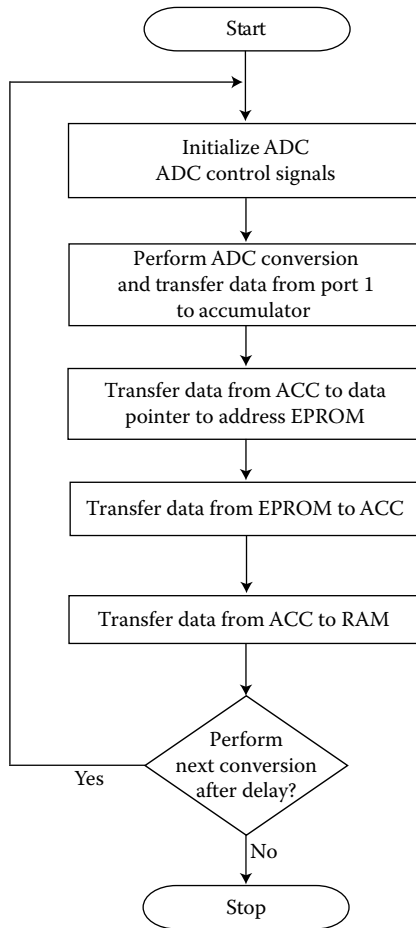 Start
Initialize ADC
ADC control signals
Perform ADC conversion
and transfer data from port 1
to accumulator
Transfer data from ACC to data
pointer to address EPROM
Transfer data from EPROM to ACC
Transfer data from ACC to RAM
Perform
next conversion
after delay?
Yes
No
Stop